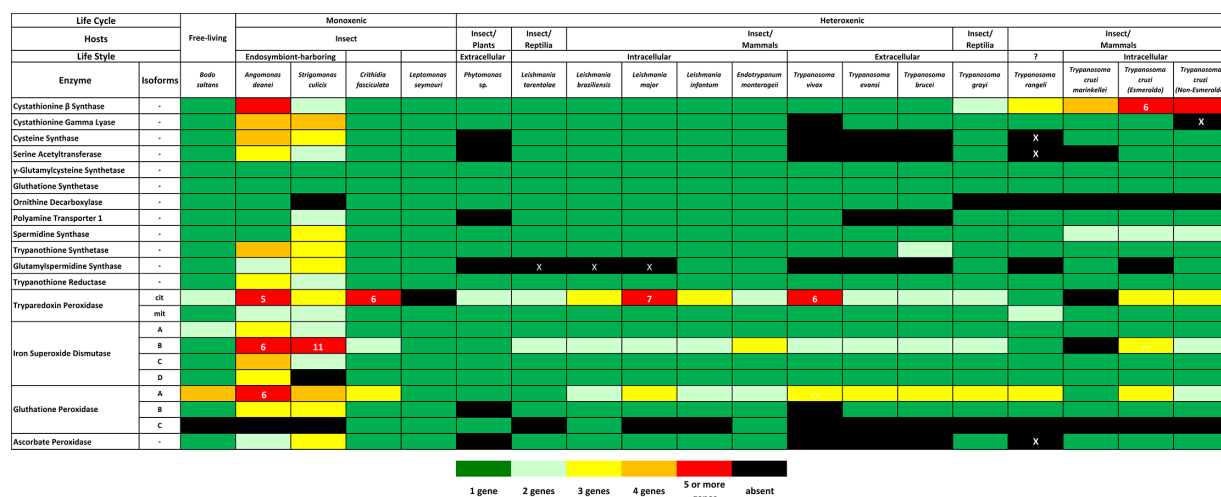 Life Cycle Free-living Monoxenic Heteroxenic
Hosts Insect Insect/ Plants Insect/ Reptilia Insect/ Mammals Insect/ Reptilia Insect/ Mammals
Life Style Endosymbiont-harboring Extracellular Intracellular Extracellular ? Intracellular
Enzyme Isoforms Bodo saltans Angomonas deanei Strigomonas culicis Crithidia fasciculata Leptomonas seymouri Phytomonas sp. Leishmania tarentolae Leishmania braziliensis Leishmania major Leishmania infantum Endotrypanum monterogeii Trypanosoma vivax Trypanosoma evansi Trypanosoma brucei Trypanosoma grayi Trypanosoma rangeli Trypanosoma cruzi marinkellei Trypanosoma cruzi (Esmeraldo) Trypanosoma cruzi (Non-Esmeraldo)
Cystathionine β Synthase - 6
Cystathionine Gamma Lyase - X
Cysteine Synthase - X
Serine Acetyltransferase - X
γ-Glutamylcysteine Synthetase -
Gluthatione Synthetase -
Ornithine Decarboxylase -
Polyamine Transporter 1 -
Spermidine Synthase -
Trypanothione Synthetase -
Glutamylspermidine Synthase - X X X
Trypanothione Reductase -
Tryparedoxin Peroxidase cit 5 6 7 6
mit
Iron Superoxide Dismutase A
B 6 11
C
D
Gluthatione Peroxidase A 6
B
C
Ascorbate Peroxidase - X
1 gene 2 genes 3 genes 4 genes 5 or more absent